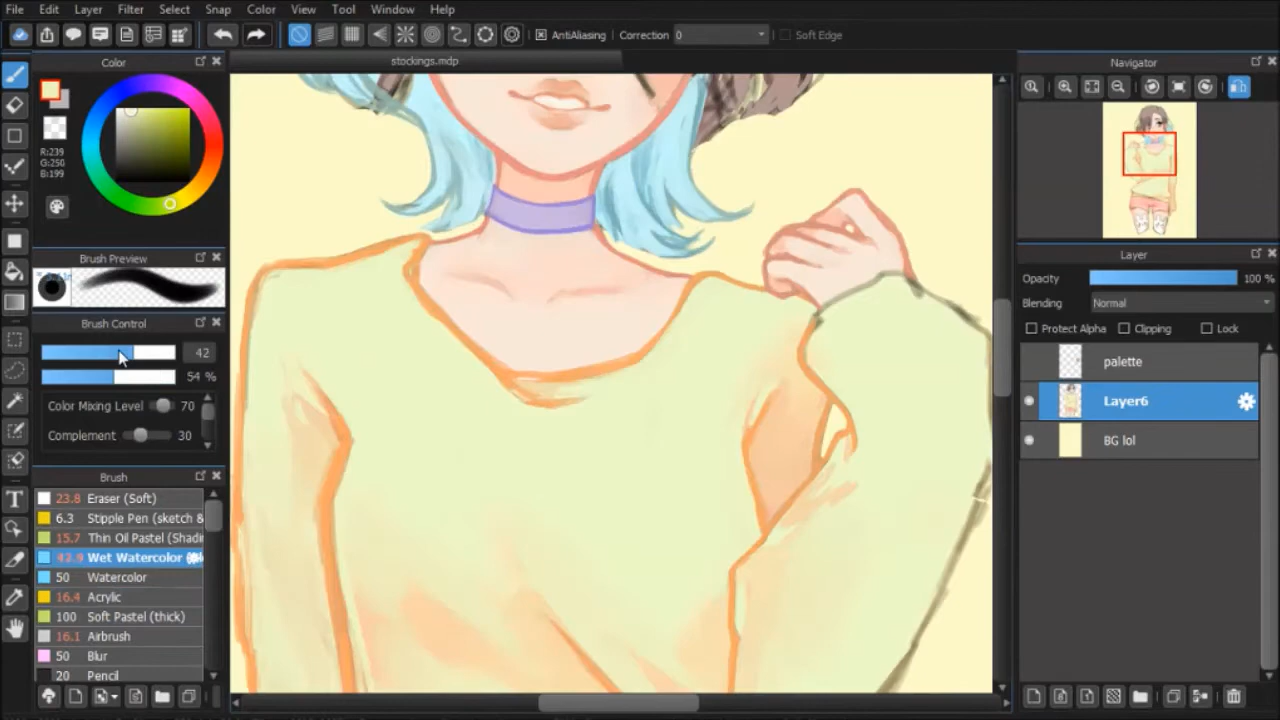 File Edit Layer Filter Select Snap Color View Tool Window Help
AntiAliasing Correction 0 Soft Edge
Color
stockings.mdp
Navigator
R:239
G:250
B:199
Brush Preview
Brush Control
42
54 %
Color Mixing Level 70
Complement 30
Brush
23.8 Eraser (Soft)
6.3 Stipple Pen (sketch &
15.7 Thin Oil Pastel (Shadi
Wet Watercolor
50 Watercolor
16.4 Acrylic
100 Soft Pastel (thick)
16.1 Airbrush
50 Blur
20 Pencil
Layer
Opacity 100 %
Blending Normal
Protect Alpha Clipping Lock
palette
Layer6
BG lol